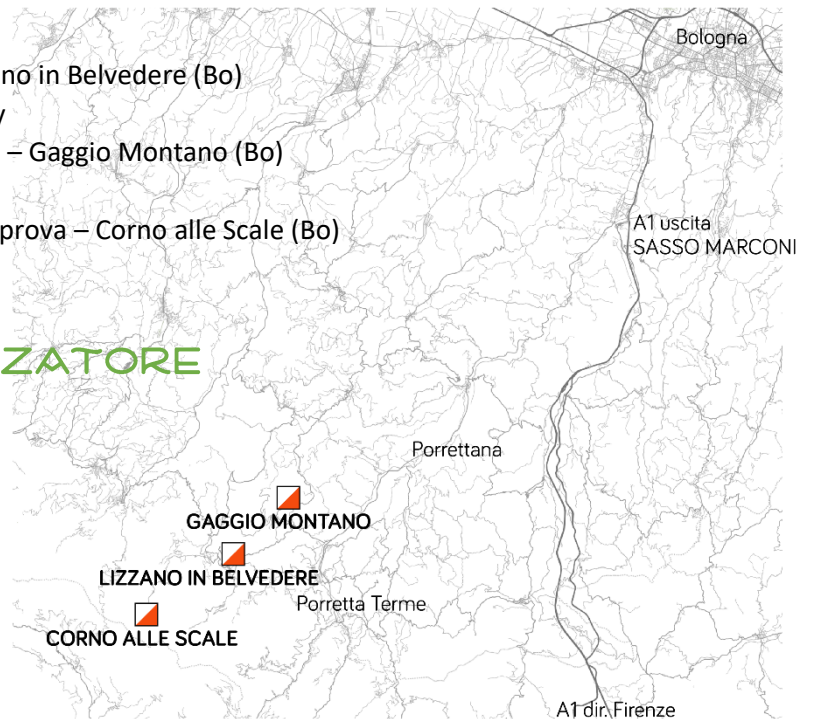 Bologna
no in Belvedere (Bo)
– Gaggio Montano (Bo)
prova – Corno alle Scale (Bo)
A1 uscita
SASSO MARCONI
ZATORE
Porrettana
GAGGIO MONTANO
LIZZANO IN BELVEDERE
Porretta Terme
CORNO ALLE SCALE
A1 dir. Firenze